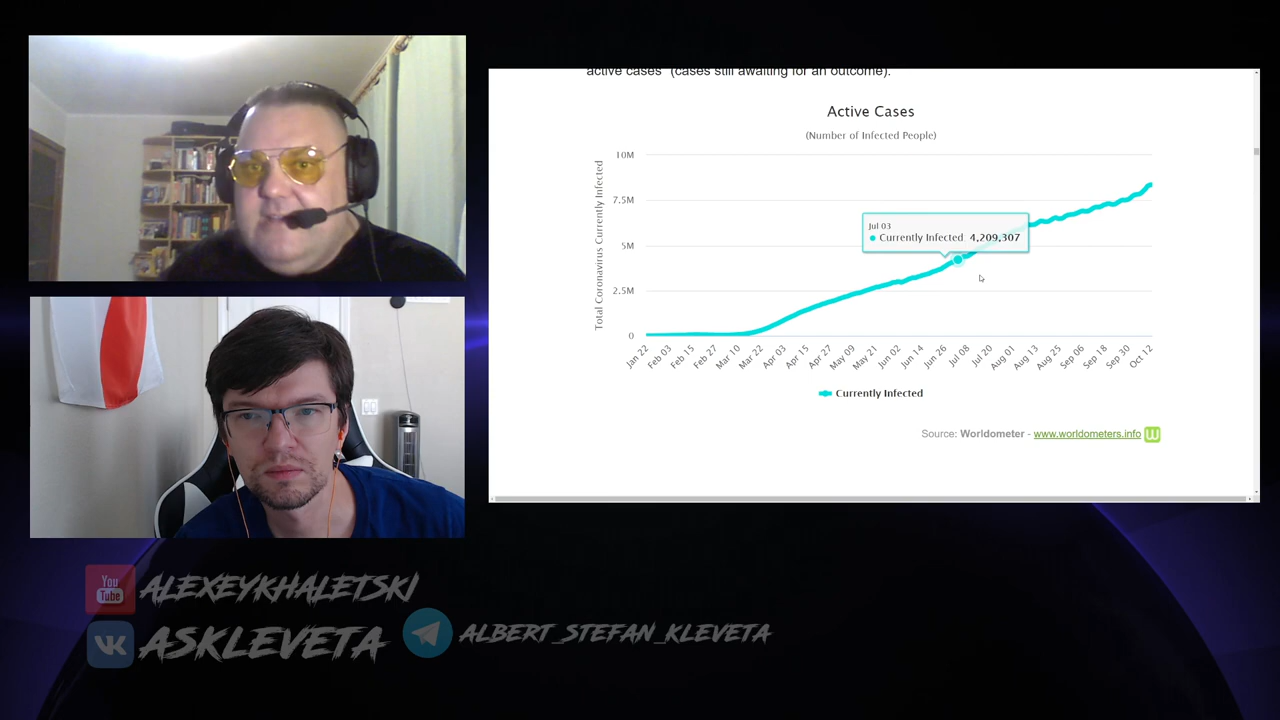 active cases" (cases still awaiting for an outcome).
Active Cases
(Number of Infected People)
Total Coronavirus Currently Infected
10M
7.5M
5M
2.5M
0
Jul 03
Currently Infected 4,209,307
Jan 22
Feb 03
Feb 15
Feb 27
Mar 10
Mar 22
Apr 03
Apr 15
Apr 27
May 09
May 21
Jun 02
Jun 14
Jun 26
Jul 08
Jul 20
Aug 01
Aug 13
Aug 25
Sep 06
Sep 18
Sep 30
Oct 12
Currently Infected
Source: Worldometer - www.worldometers.info
W
You
Tube
ALEXEYKHALETSKI
ASKLEVETA
ALBERT_STEFAN_KLEVETA